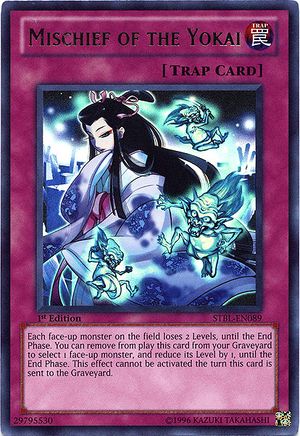 MISCHIEF OF THE YOKAI
TRAP
罠
[TRAP CARD]
1st Edition
STBL-EN089
Each face-up monster on the field loses 2 Levels, until the End
Phase. You can remove from play this card from your Graveyard
to select 1 face-up monster, and reduce its Level by 1, until
the End Phase. This effect cannot be activated the turn this card is
sent to the Graveyard.
29795530
©1996 KAZUKI TAKAHASHI